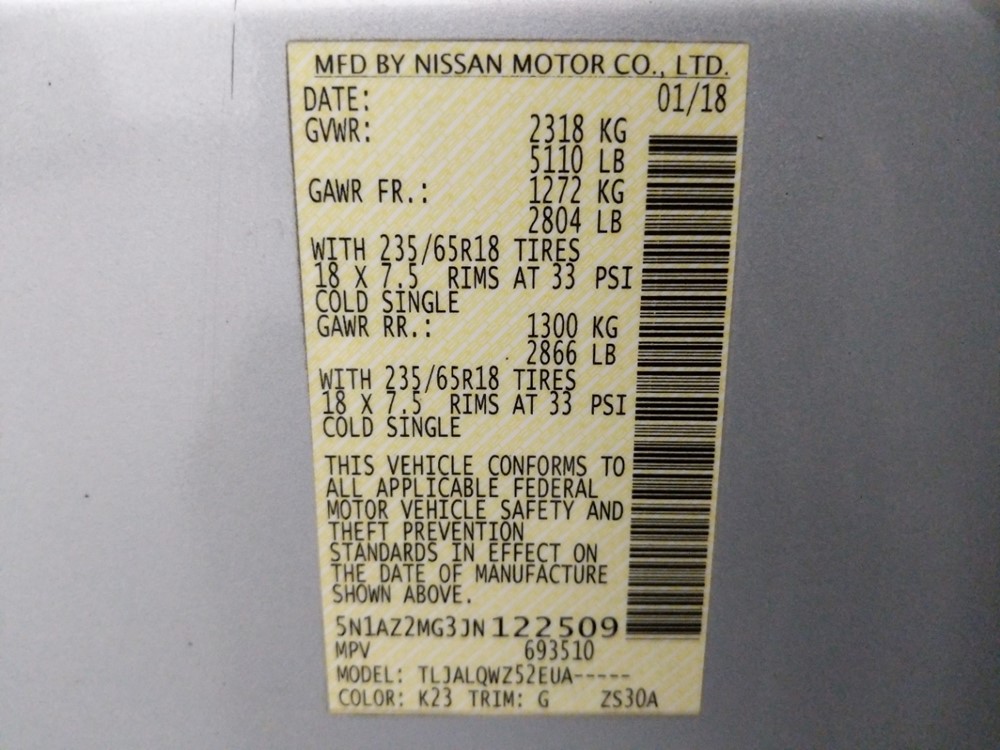 MFD BY NISSAN MOTOR CO., LTD.
DATE: 01/18
GVWR: 2318 KG
5110 LB
GAWR FR.: 1272 KG
2804 LB
WITH 235/65R18 TIRES
18 X 7.5 RIMS AT 33 PSI
COLD SINGLE
GAWR RR.: 1300 KG
2866 LB
WITH 235/65R18 TIRES
18 X 7.5 RIMS AT 33 PSI
COLD SINGLE
THIS VEHICLE CONFORMS TO
ALL APPLICABLE FEDERAL
MOTOR VEHICLE SAFETY AND
THEFT PREVENTION
STANDARDS IN EFFECT ON
THE DATE OF MANUFACTURE
SHOWN ABOVE.
5N1AZ2MG3JN122509
MPV 693510
MODEL: TLJALQWZ52EUA-----
COLOR: K23 TRIM: G ZS30A